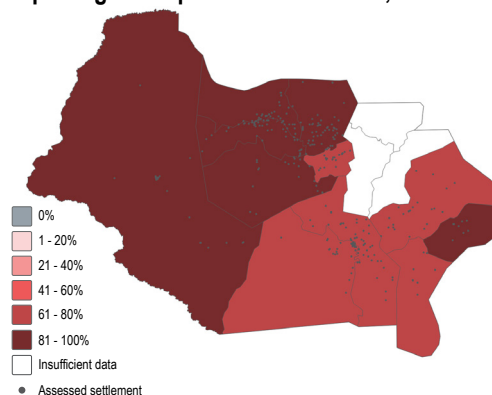 0%
1 - 20%
21 - 40%
41 - 60%
61 - 80%
81 - 100%
Insufficient data
Assessed settlement